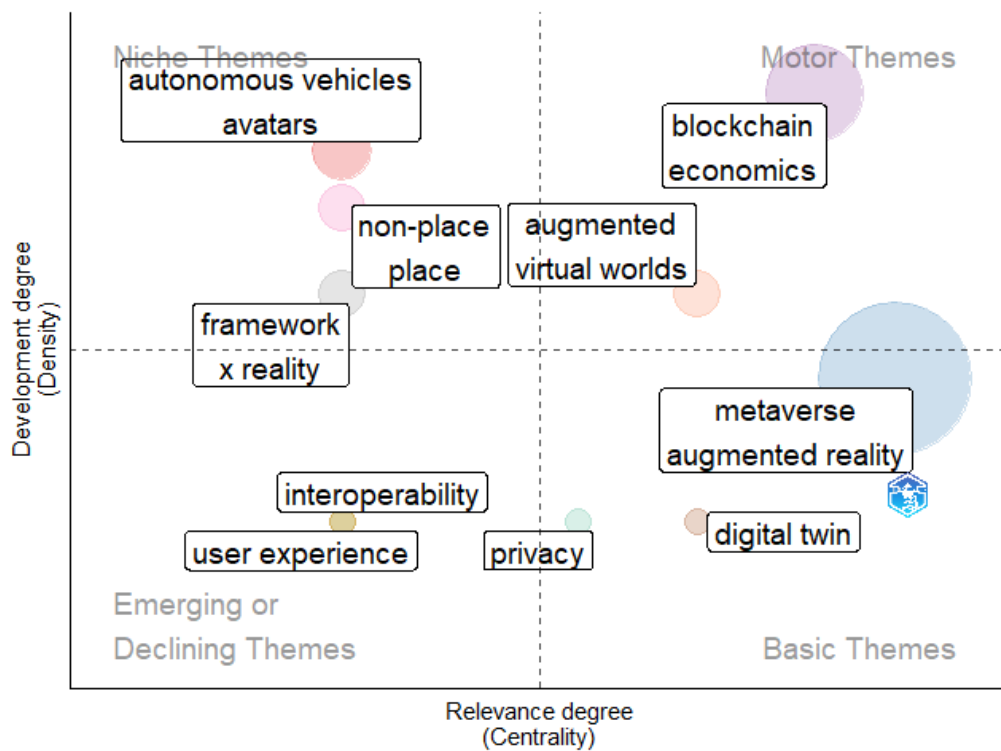 Niche Themes
Motor Themes
autonomous vehicles
avatars
blockchain
economics
non-place
place
augmented
virtual worlds
framework
x reality
metaverse
augmented reality
interoperability
user experience
privacy
digital twin
Emerging or
Declining Themes
Basic Themes
Development degree
(Density)
Relevance degree
(Centrality)